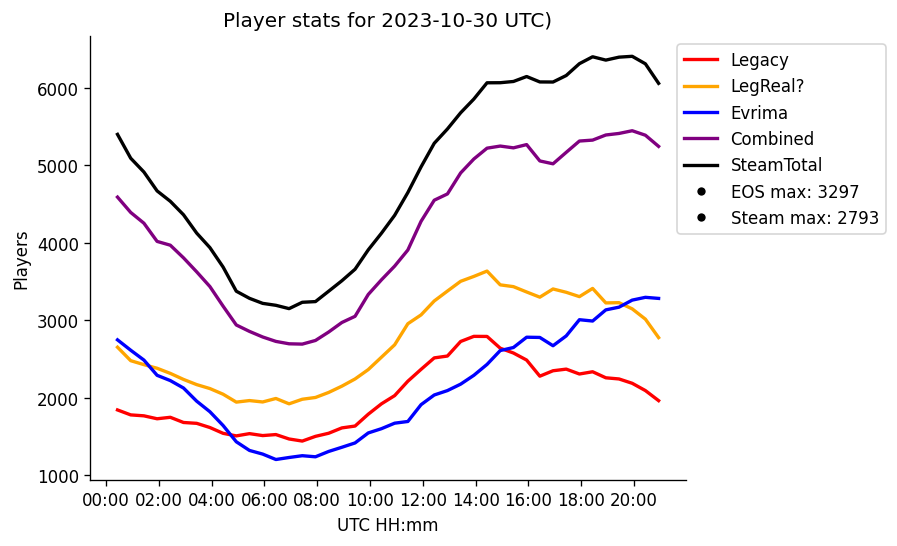 Player stats for 2023-10-30 UTC)
Legacy
LegReal?
Evrima
Combined
SteamTotal
EOS max: 3297
Steam max: 2793
Players
6000
5000
4000
3000
2000
1000
00:00 02:00 04:00 06:00 08:00 10:00 12:00 14:00 16:00 18:00 20:00
UTC HH:mm